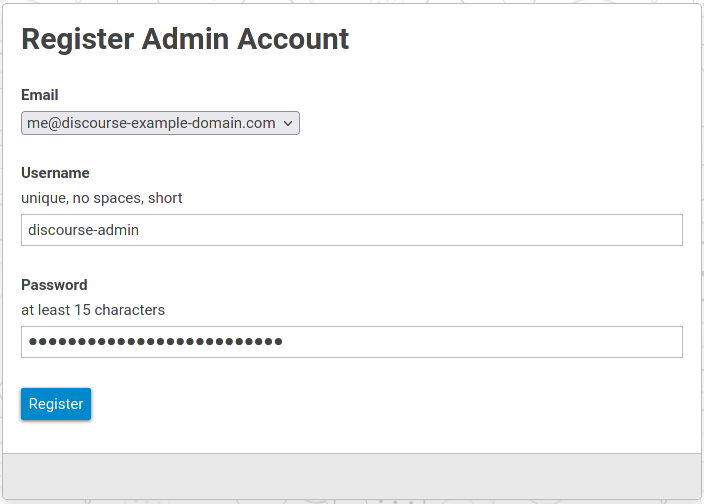 Register Admin Account
Email
me@discourse-example-domain.com
Username
unique, no spaces, short
discourse-admin
Password
at least 15 characters
●●●●●●●●●●●●●●●●●●●●●●●●●●
Register